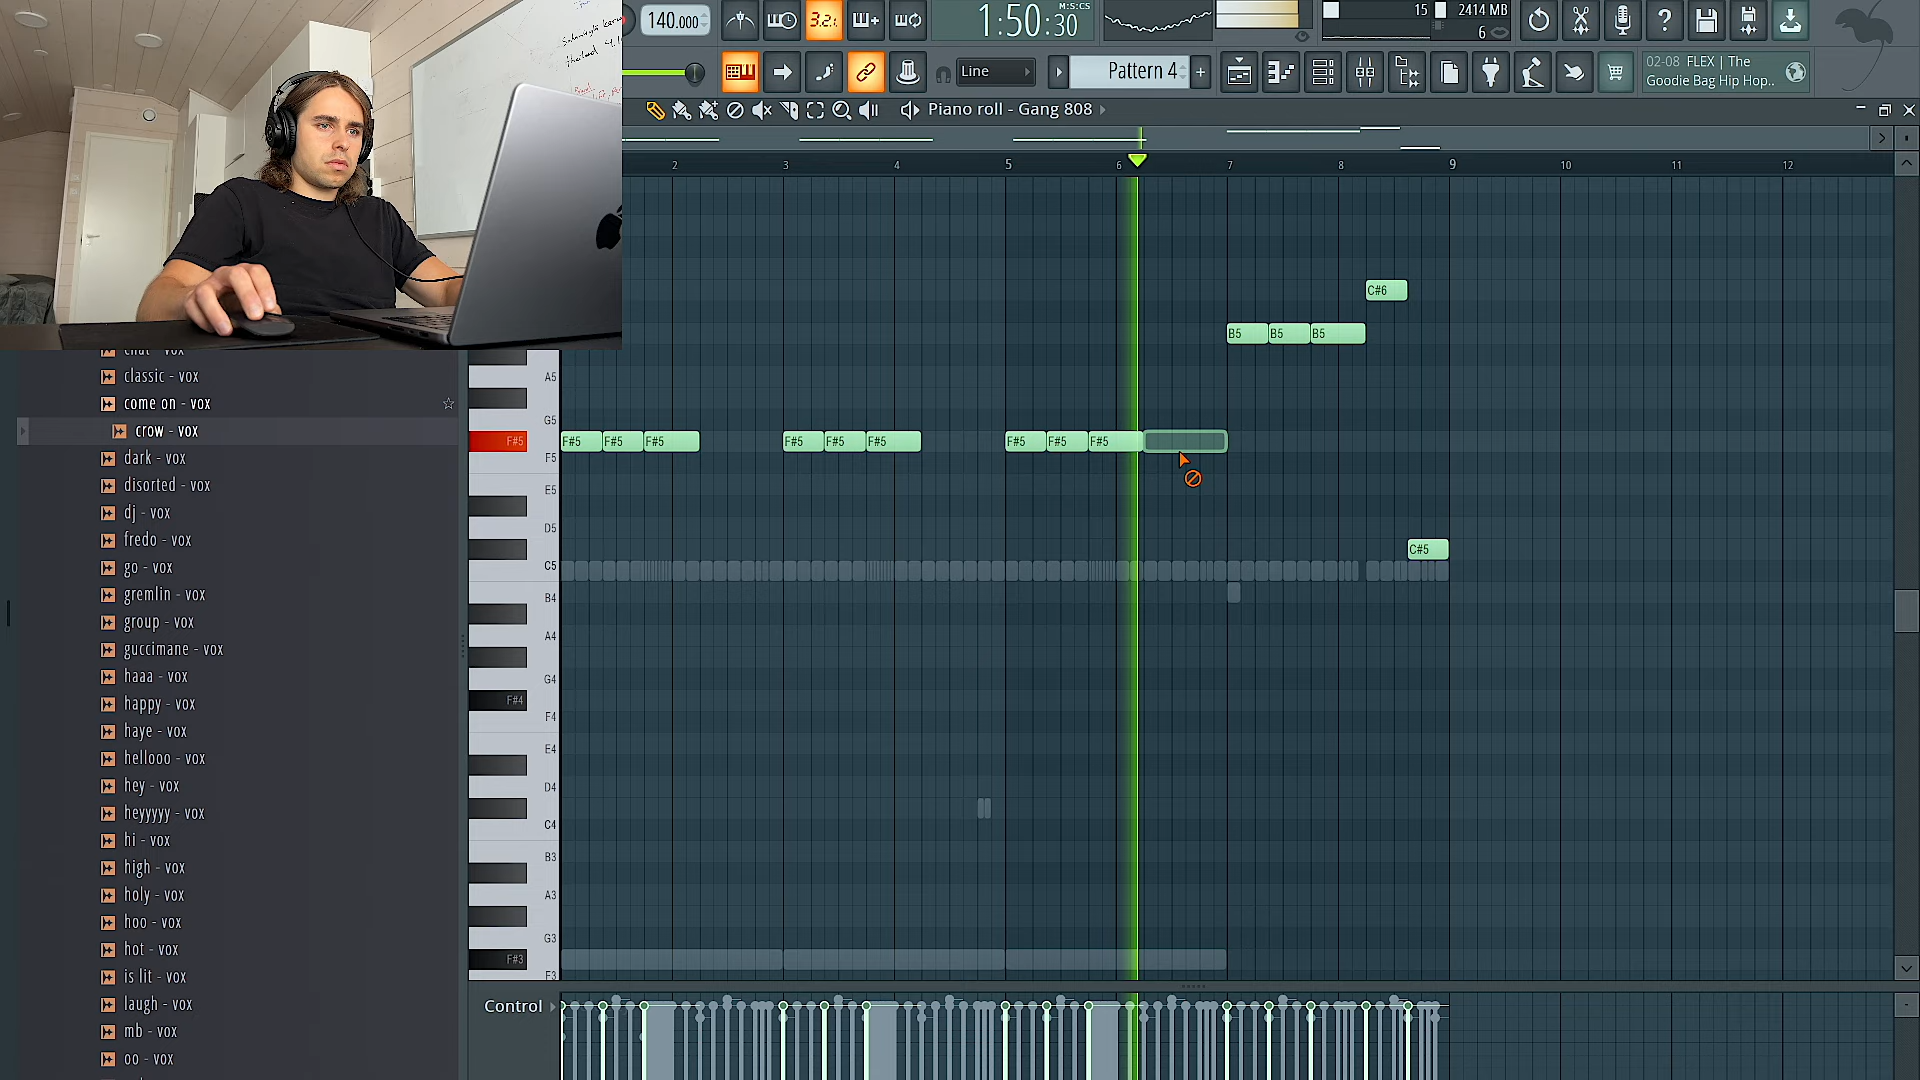 140.000
3.2
1:50:30
M:S:CS
15
2414 MB
6
Line
Pattern 4
+
02-08 FLEX | The
Goodie Bag Hip Hop..
Piano roll - Gang 808
2 3 4 5 6 7 8 9 10 11 12
C#6
B5 B5 B5
A5
G5
F#5
F#5 F#5 F#5 F#5 F#5 F#5 F#5 F#5 F#5
F5
E5
D5
C#5
C5
B4
A4
G4
F#4
F4
E4
D4
C4
B3
A3
G3
F#3
F3
Control
chat - vox
classic - vox
come on - vox
crow - vox
dark - vox
disorted - vox
dj - vox
fredo - vox
go - vox
gremlin - vox
group - vox
guccimane - vox
haaa - vox
happy - vox
haye - vox
hellooo - vox
hey - vox
heyyyyy - vox
hi - vox
high - vox
holy - vox
hoo - vox
hot - vox
is lit - vox
laugh - vox
mb - vox
oo - vox